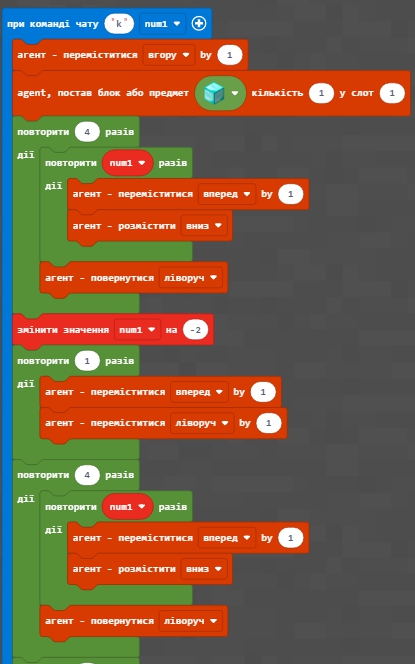 при команді чату "k" num1
агент - переміститися вгору by 1
agent, постав блок або предмет кількість 1 у слот 1
повторити 4 разів
дії повторити num1 разів
дії агент - переміститися вперед by 1
агент - розмістити вниз
агент - повернутися ліворуч
змінити значення num1 на -2
повторити 1 разів
дії агент - переміститися вперед by 1
агент - переміститися ліворуч by 1
повторити 4 разів
дії повторити num1 разів
дії агент - переміститися вперед by 1
агент - розмістити вниз
агент - повернутися ліворуч